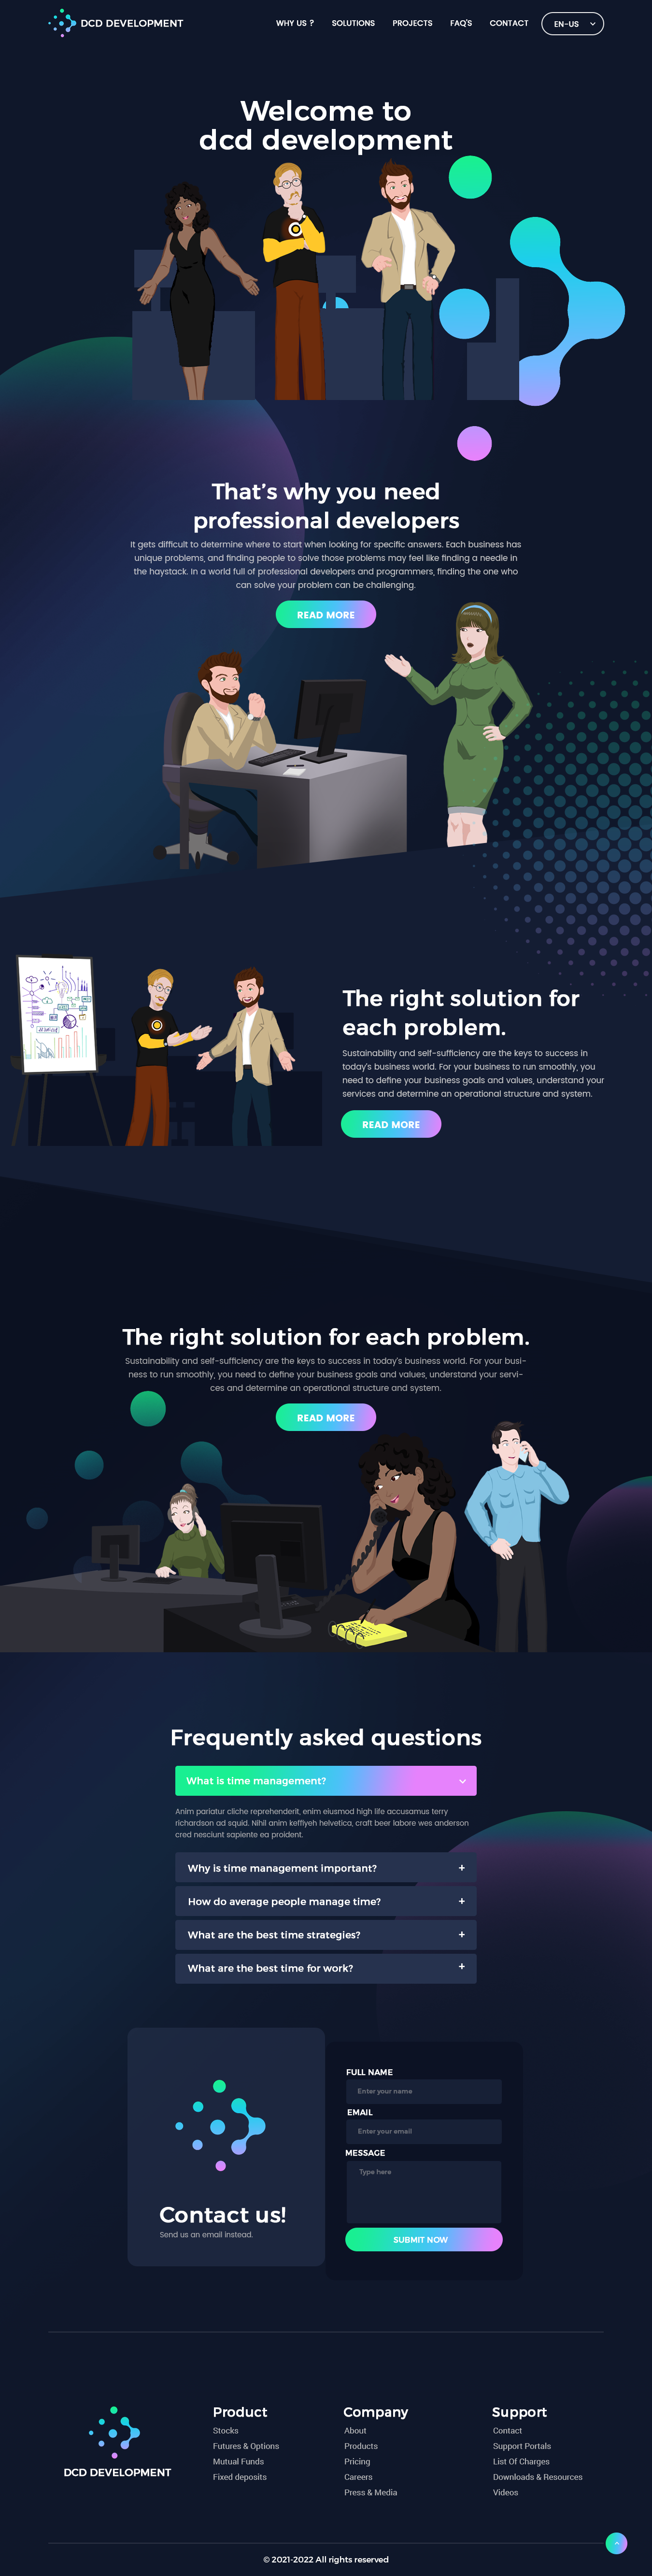 DCD DEVELOPMENT
WHY US ?
SOLUTIONS
PROJECTS
FAQ'S
CONTACT
EN-US
Welcome to
dcd development
That's why you need
professional developers
It gets difficult to determine where to start when looking for specific answers. Each business has
unique problems, and finding people to solve those problems may feel like finding a needle in
the haystack. In a world full of professional developers and programmers, finding the one who
can solve your problem can be challenging.
READ MORE
The right solution for
each problem.
Sustainability and self-sufficiency are the keys to success in
today's business world. For your business to run smoothly, you
need to define your business goals and values, understand your
services and determine an operational structure and system.
READ MORE
The right solution for each problem.
Sustainability and self-sufficiency are the keys to success in today's business world. For your busi-
ness to run smoothly, you need to define your business goals and values, understand your servi-
ces and determine an operational structure and system.
READ MORE
Frequently asked questions
What is time management?
Anim pariatur cliche reprehenderit, enim eiusmod high life accusamus terry
richardson ad squid. Nihil anim keffiyeh helvetica, craft beer labore wes anderson
cred nesciunt sapiente ea proident.
Why is time management important? +
How do average people manage time? +
What are the best time strategies? +
What are the best time for work? +
Contact us!
Send us an email instead.
FULL NAME
Enter your name
EMAIL
Enter your email
MESSAGE
Type here
SUBMIT NOW
DCD DEVELOPMENT
Product
Stocks
Futures & Options
Mutual Funds
Fixed deposits
Company
About
Products
Pricing
Careers
Press & Media
Support
Contact
Support Portals
List Of Charges
Downloads & Resources
Videos
© 2021-2022 All rights reserved